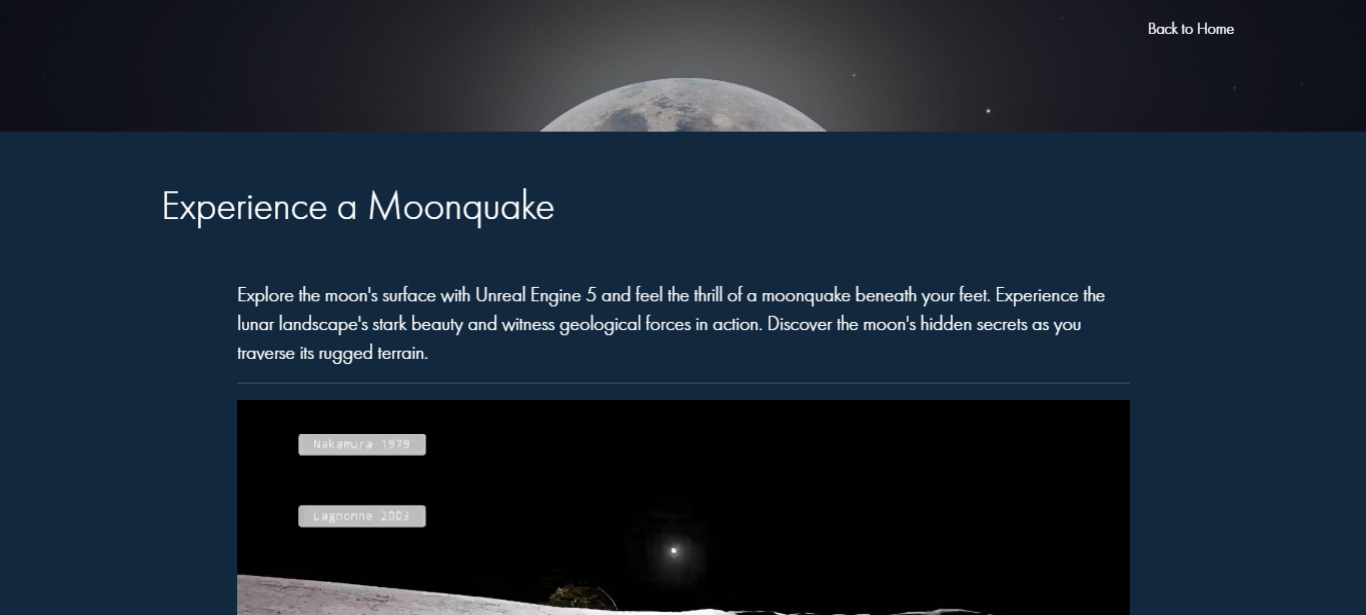 Back to Home
Experience a Moonquake
Explore the moon's surface with Unreal Engine 5 and feel the thrill of a moonquake beneath your feet. Experience the
lunar landscape's stark beauty and witness geological forces in action. Discover the moon's hidden secrets as you
traverse its rugged terrain.
Nakamura 1979
Lagnonne 2003